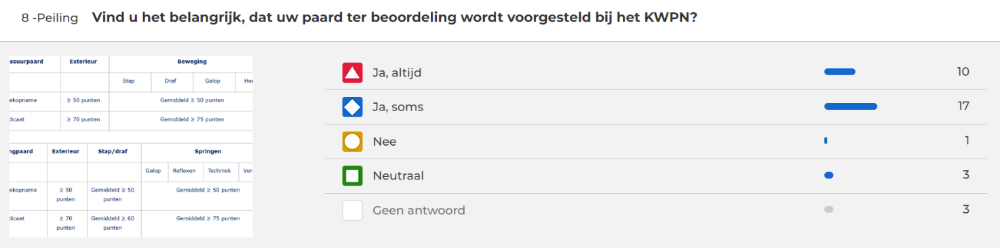 8 -Peiling Vind u het belangrijk, dat uw paard ter beoordeling wordt voorgesteld bij het KWPN?
ssuurpaard Exterieur Beweging
Stap Draf Galop
ekopname ≥ 50 punten Gemiddeld ≥ 50 punten
dicaat ≥ 70 punten Gemiddeld ≥ 75 punten
ngpaard Exterieur Stap/draf Springen
Galop Reflexen Techniek
ekopname ≥ 50 punten Gemiddeld ≥ 50 punten Gemiddeld ≥ 50 punten
dicaat ≥ 70 punten Gemiddeld ≥ 60 punten Gemiddeld ≥ 75 punten
Ja, altijd 10
Ja, soms 17
Nee 1
Neutraal 3
Geen antwoord 3